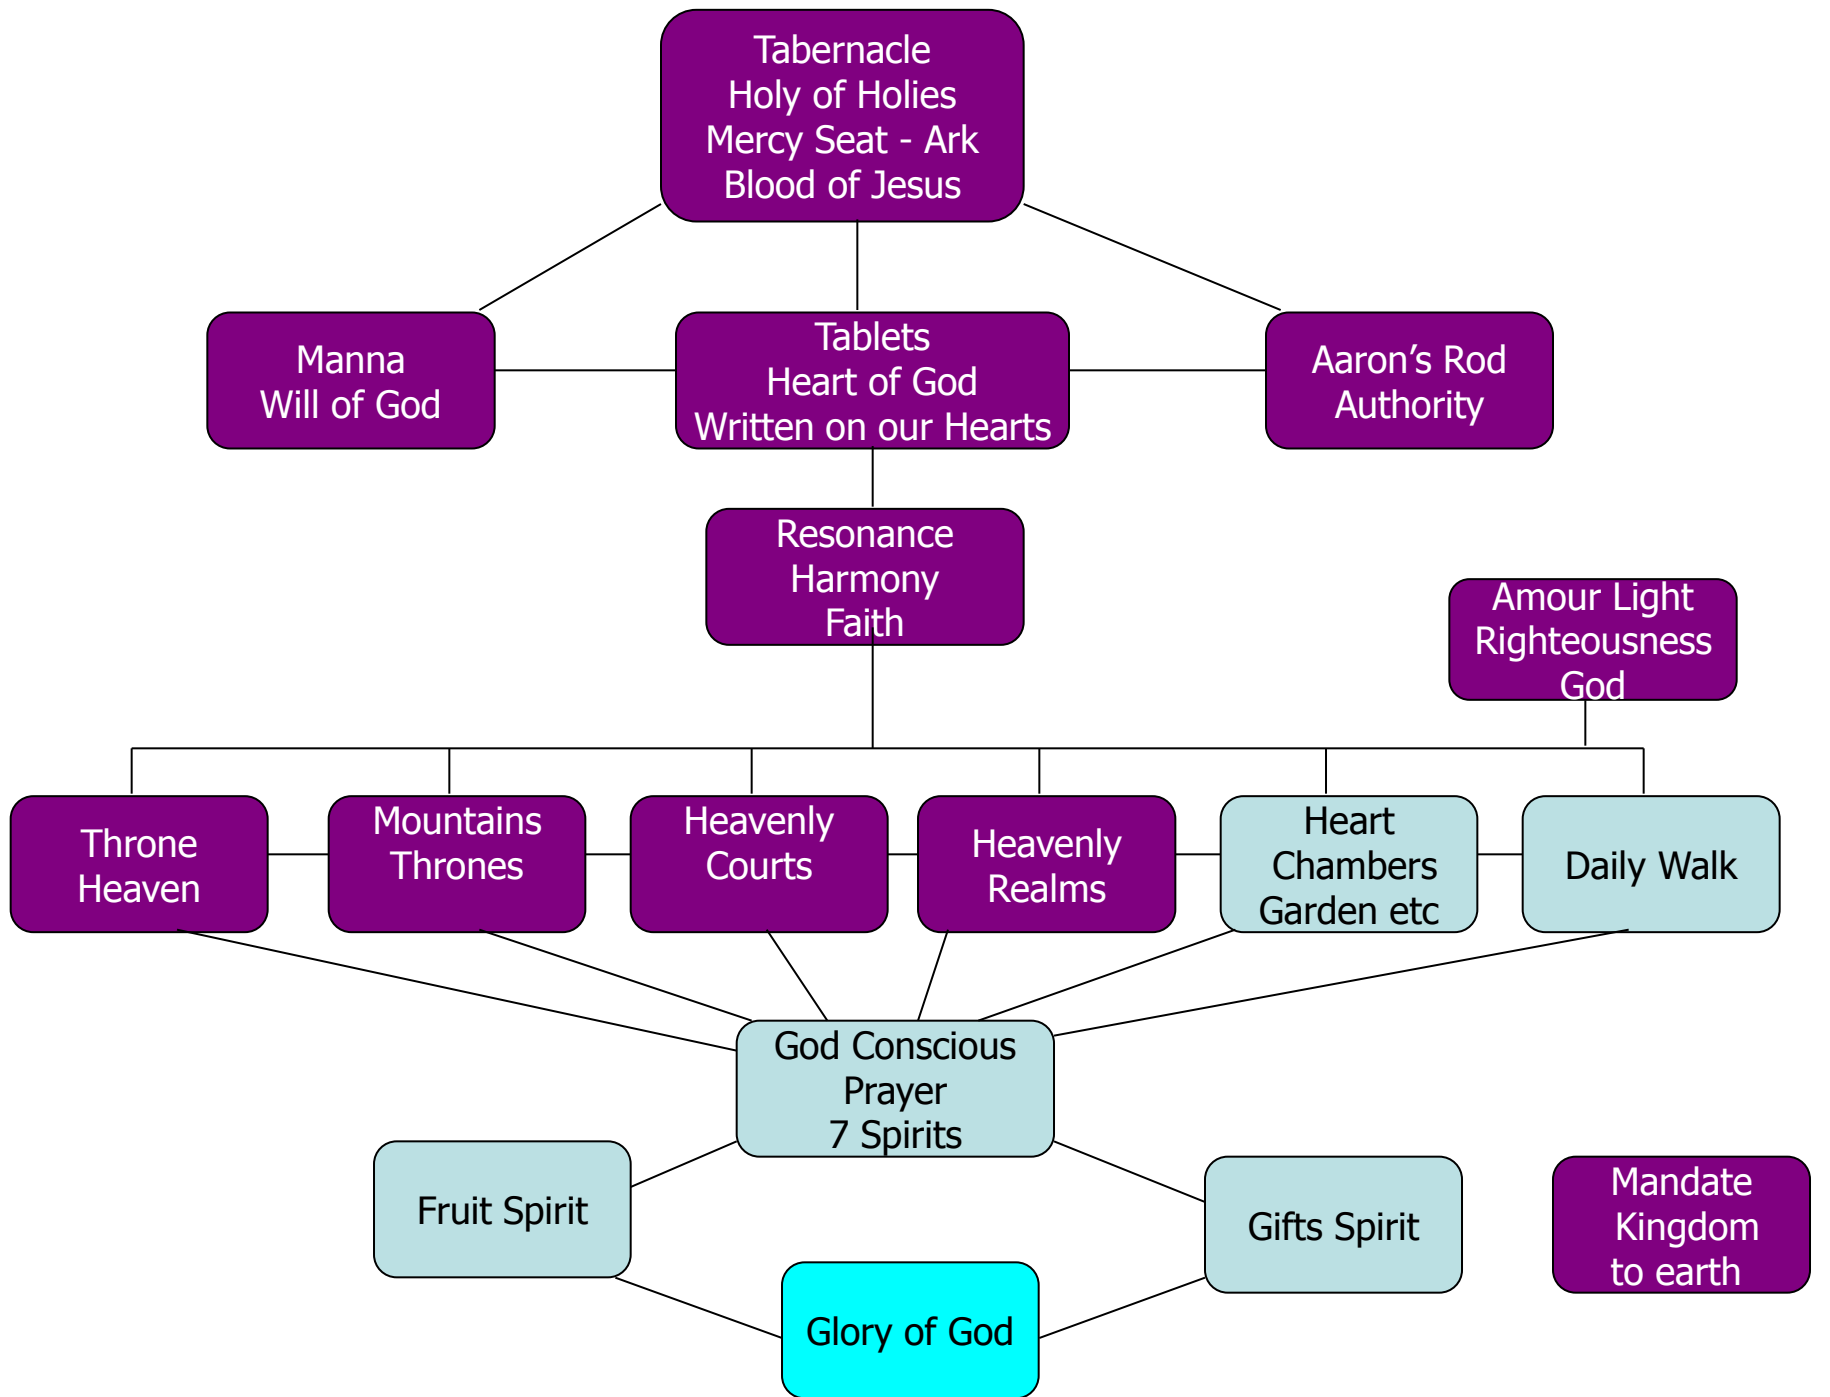 Tabernacle
Holy of Holies
Mercy Seat - Ark
Blood of Jesus
Manna
Will of God
Tablets
Heart of God
Written on our Hearts
Aaron’s Rod
Authority
Resonance
Harmony
Faith
Amour Light
Righteousness
God
Throne
Heaven
Mountains
Thrones
Heavenly
Courts
Heavenly
Realms
Heart
Chambers
Garden etc
Daily Walk
God Conscious
Prayer
7 Spirits
Fruit Spirit
Gifts Spirit
Mandate
Kingdom
to earth
Glory of God